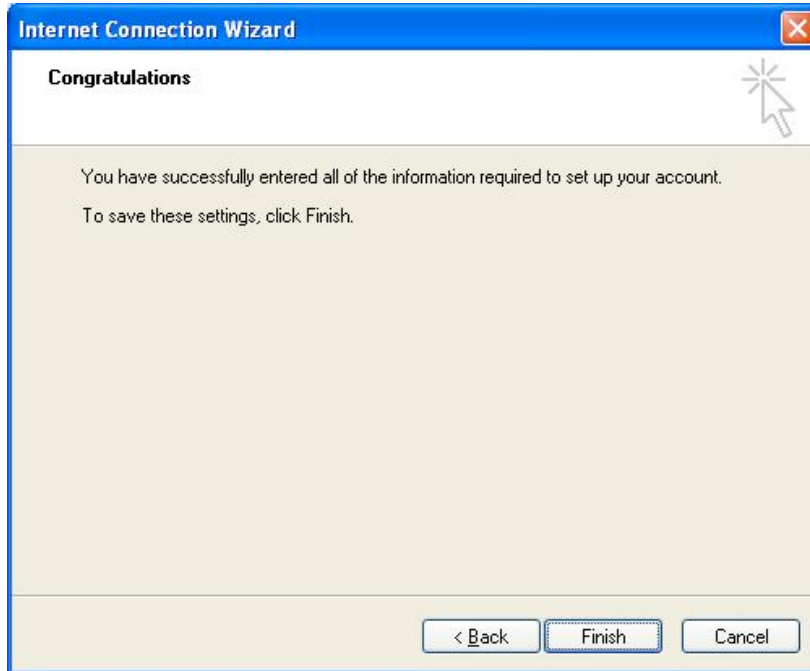 Internet Connection Wizard
Congratulations
You have successfully entered all of the information required to set up your account.
To save these settings, click Finish.
< Back
Finish
Cancel